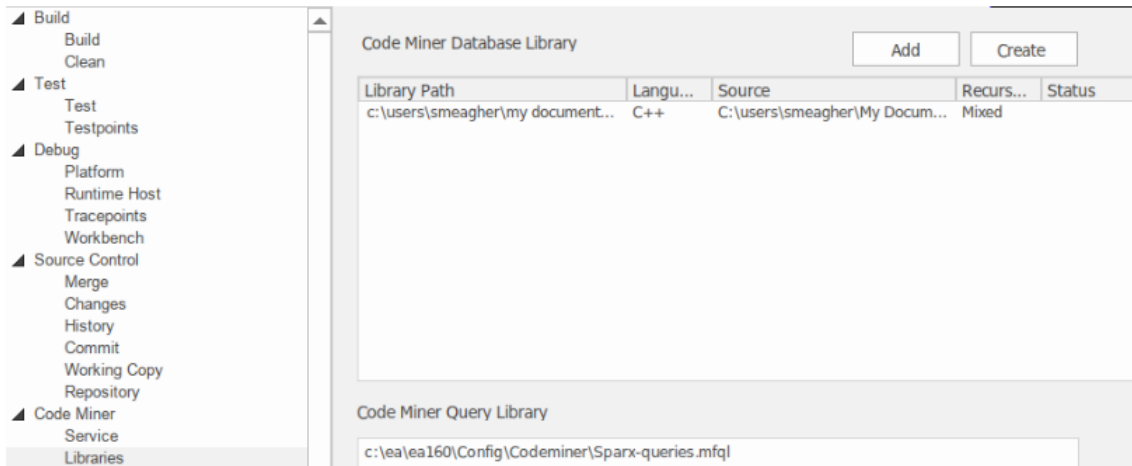 Build
Build
Clean
Test
Test
Testpoints
Debug
Platform
Runtime Host
Tracepoints
Workbench
Source Control
Merge
Changes
History
Commit
Working Copy
Repository
Code Miner
Service
Libraries
Code Miner Database Library
Add
Create
Library Path Langu... Source Recurs... Status
c:\users\smeagher\my document... C++ C:\users\smeagher\My Docum... Mixed
Code Miner Query Library
c:\ea\ea160\Config\Codeminer\Sparx-queries.mfql